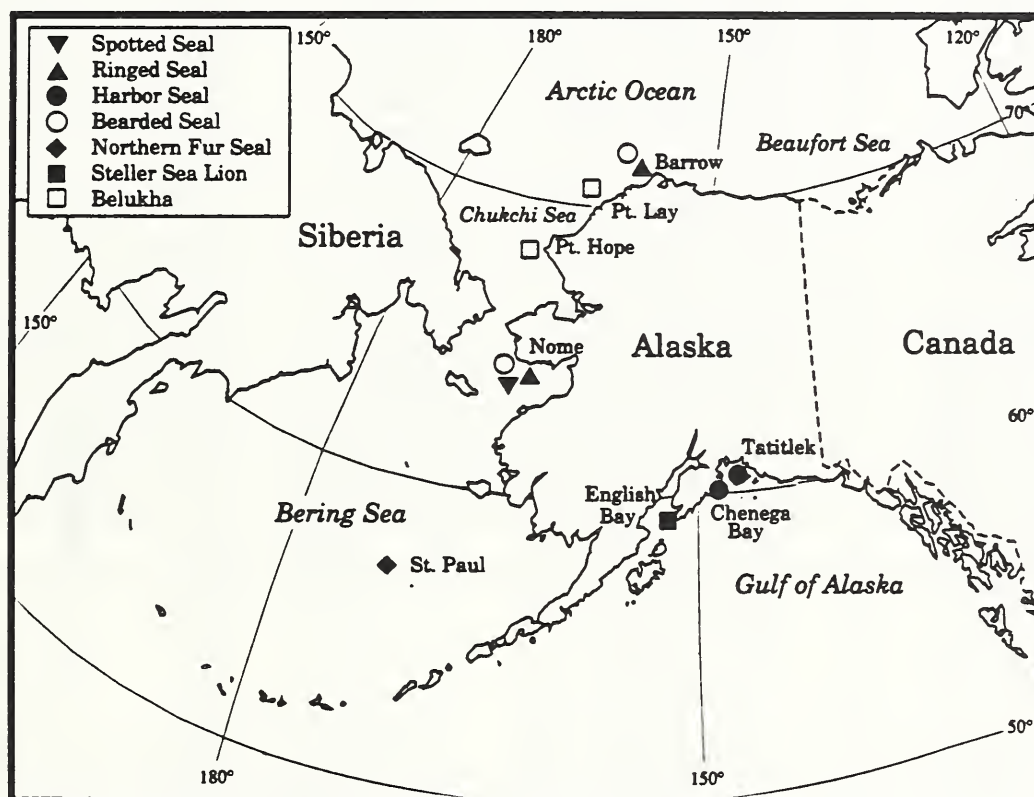 Spotted Seal
Ringed Seal
Harbor Seal
Bearded Seal
Northern Fur Seal
Steller Sea Lion
Belukha
150°
180°
150°
120°
Arctic Ocean
70°
Beaufort Sea
Barrow
Chukchi Sea
Pt. Lay
Siberia
Pt. Hope
150°
Nome
Alaska
Canada
60°
Tatitlek
English
Bay
Chenega
Bay
Bering Sea
St. Paul
Gulf of Alaska
50°
180°
150°